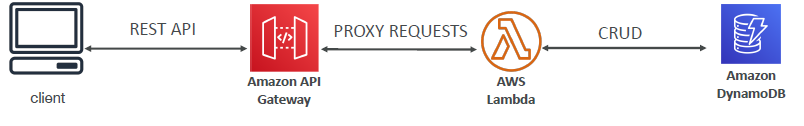 REST API
PROXY REQUESTS
CRUD
client
Amazon API
Gateway
AWS
Lambda
Amazon
DynamoDB